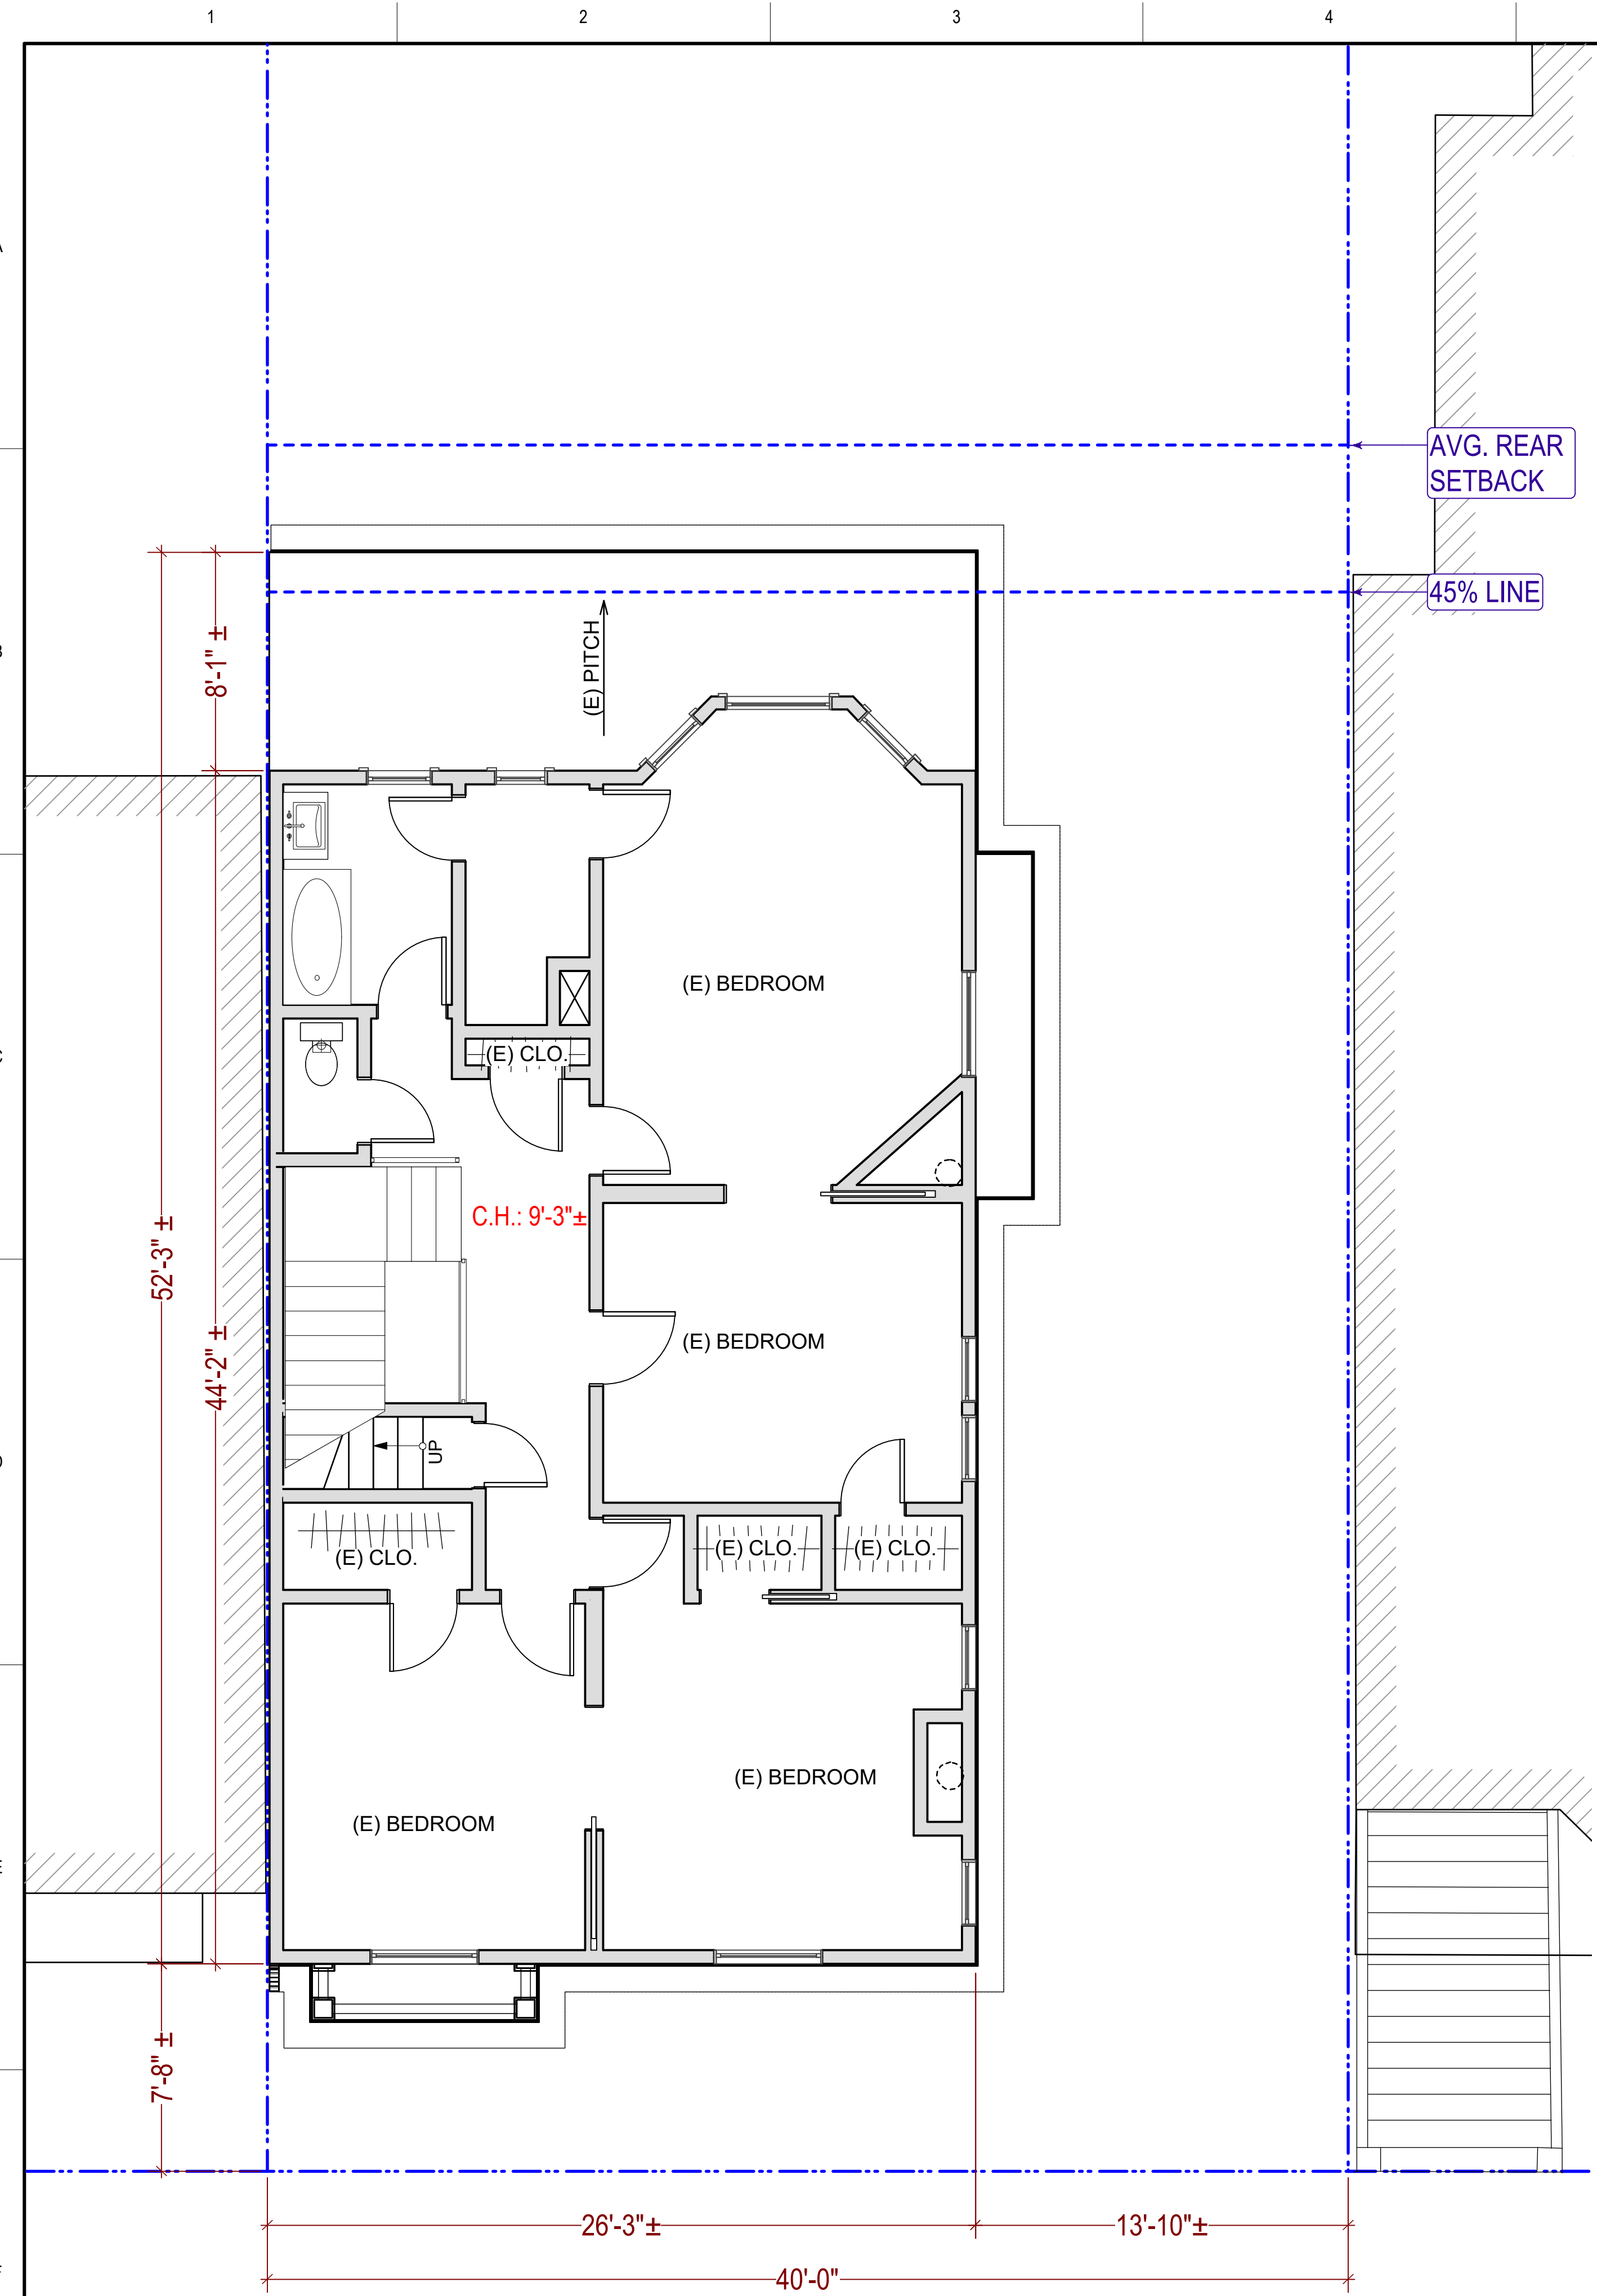 1
2
3
4
A
AVG. REAR
SETBACK
45% LINE
B
8'-1" ±
(E) PITCH
(E) BEDROOM
C
(E) CLO.
C.H.: 9'-3"±
52'-3" ±
44'-2" ±
(E) BEDROOM
UP
D
(E) CLO.
(E) CLO.
(E) CLO.
(E) BEDROOM
(E) BEDROOM
E
7'-8" ±
26'-3"±
13'-10"±
40'-0"